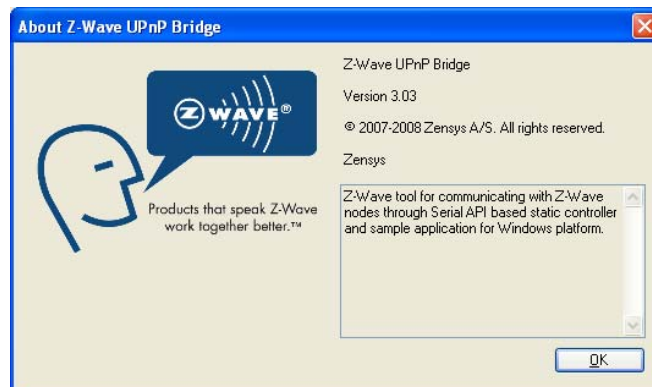 About Z-Wave UPnP Bridge
Z WAVE®
Products that speak Z-Wave
work together better.™
Z-Wave UPnP Bridge
Version 3.03
© 2007-2008 Zensys A/S. All rights reserved.
Zensys
Z-Wave tool for communicating with Z-Wave
nodes through Serial API based static controller
and sample application for Windows platform.
OK